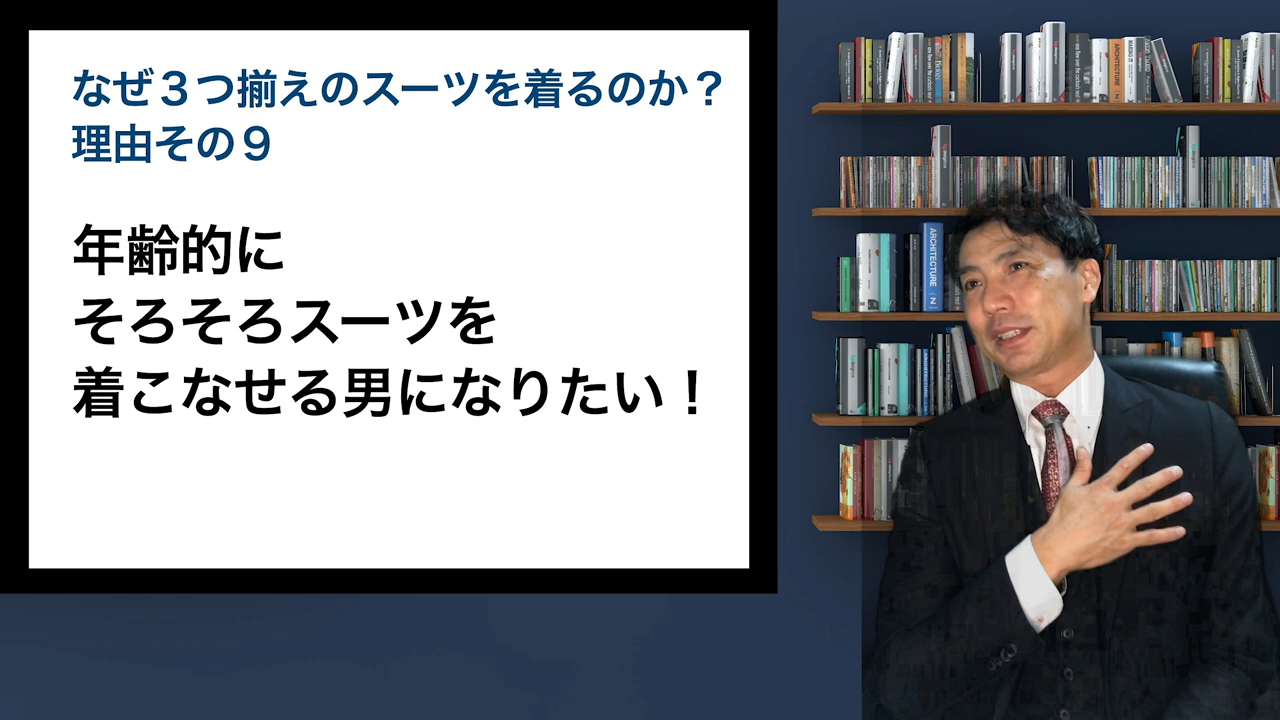 なぜ３つ揃えのスーツを着るのか？
理由その９
年齢的に
そろそろスーツを
着こなせる男になりたい！
ARCHITECTURE
ARCHITECTURE